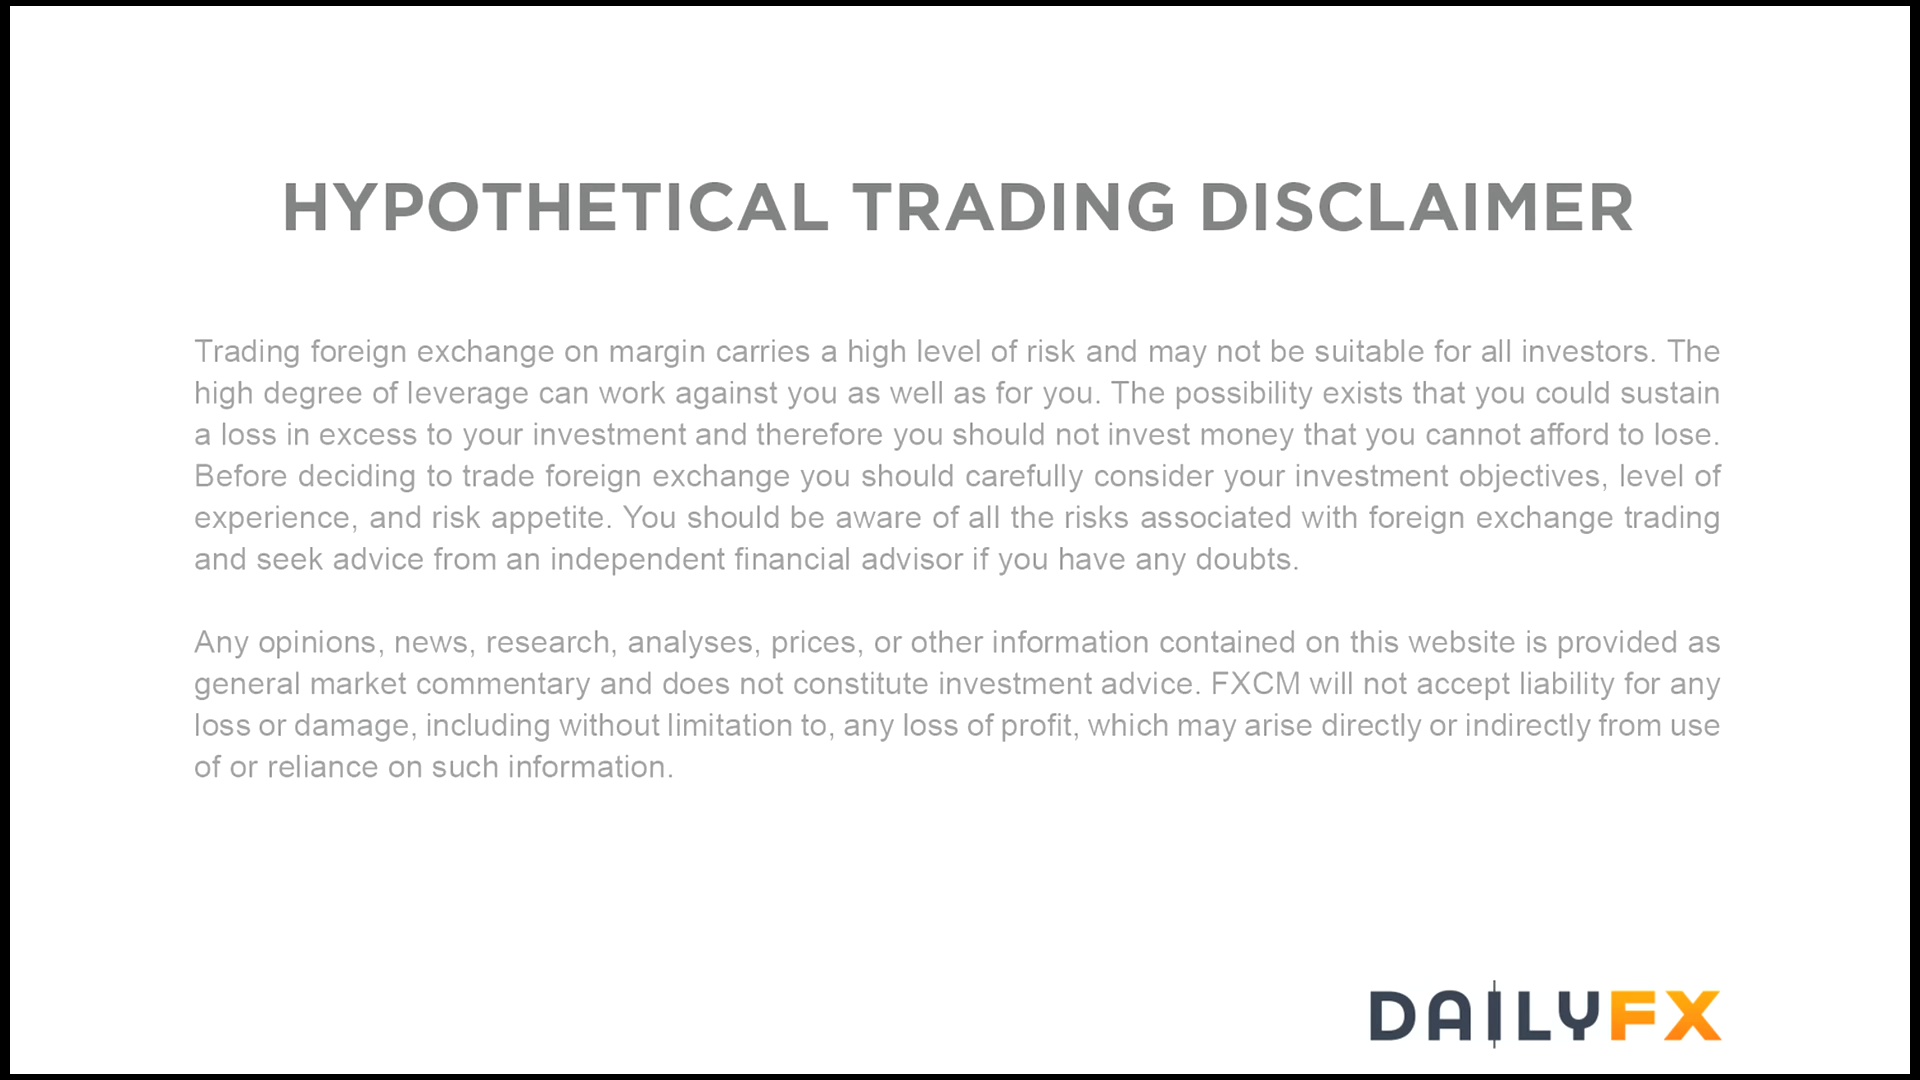 HYPOTHETICAL TRADING DISCLAIMER
Trading foreign exchange on margin carries a high level of risk and may not be suitable for all investors. The
high degree of leverage can work against you as well as for you. The possibility exists that you could sustain
a loss in excess to your investment and therefore you should not invest money that you cannot afford to lose.
Before deciding to trade foreign exchange you should carefully consider your investment objectives, level of
experience, and risk appetite. You should be aware of all the risks associated with foreign exchange trading
and seek advice from an independent financial advisor if you have any doubts.
Any opinions, news, research, analyses, prices, or other information contained on this website is provided as
general market commentary and does not constitute investment advice. FXCM will not accept liability for any
loss or damage, including without limitation to, any loss of profit, which may arise directly or indirectly from use
of or reliance on such information.
DAILYFX